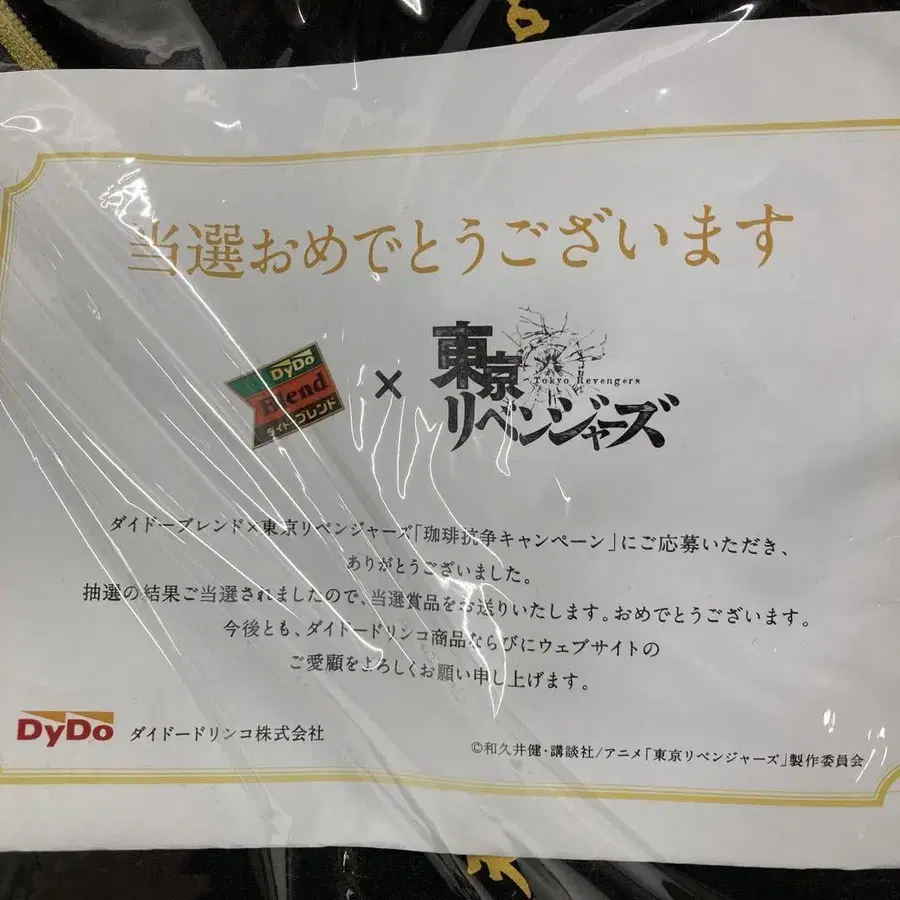 当選おめでとうございます
DyDo
Blend
ダイドーブレンド
×
東京
Tokyo Revengers
リベンジャーズ
ダイドーブレンド×東京リベンジャーズ「珈琲抗争キャンペーン」にご応募いただき、
ありがとうございました。
抽選の結果ご当選されましたので、当選賞品をお送りいたします。おめでとうございます。
今後とも、ダイドードリンコ商品ならびにウェブサイトの
ご愛顧をよろしくお願い申し上げます。
DyDo ダイドードリンコ株式会社
©和久井健・講談社/アニメ「東京リベンジャーズ」製作委員会